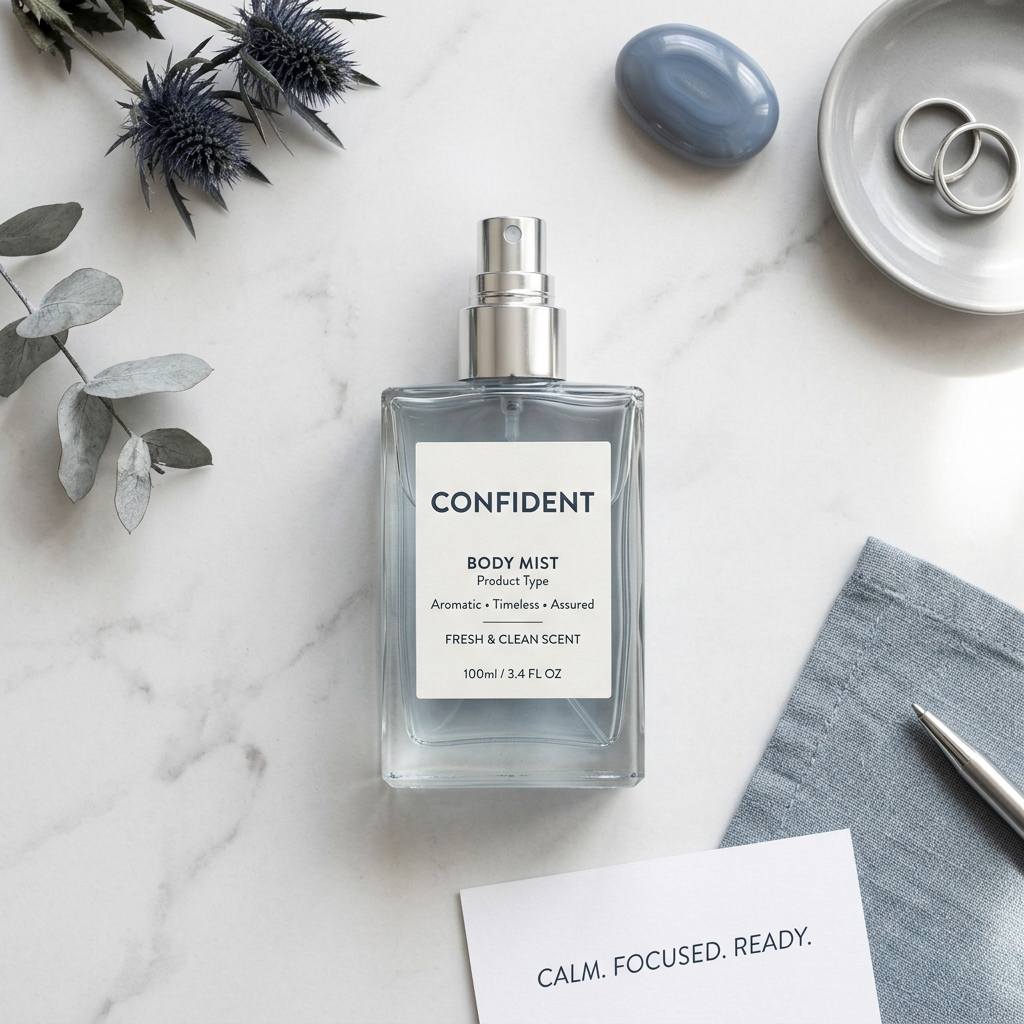 CONFIDENT
BODY MIST
Product Type
Aromatic • Timeless • Assured
FRESH & CLEAN SCENT
100ml / 3.4 FL OZ
CALM. FOCUSED. READY.